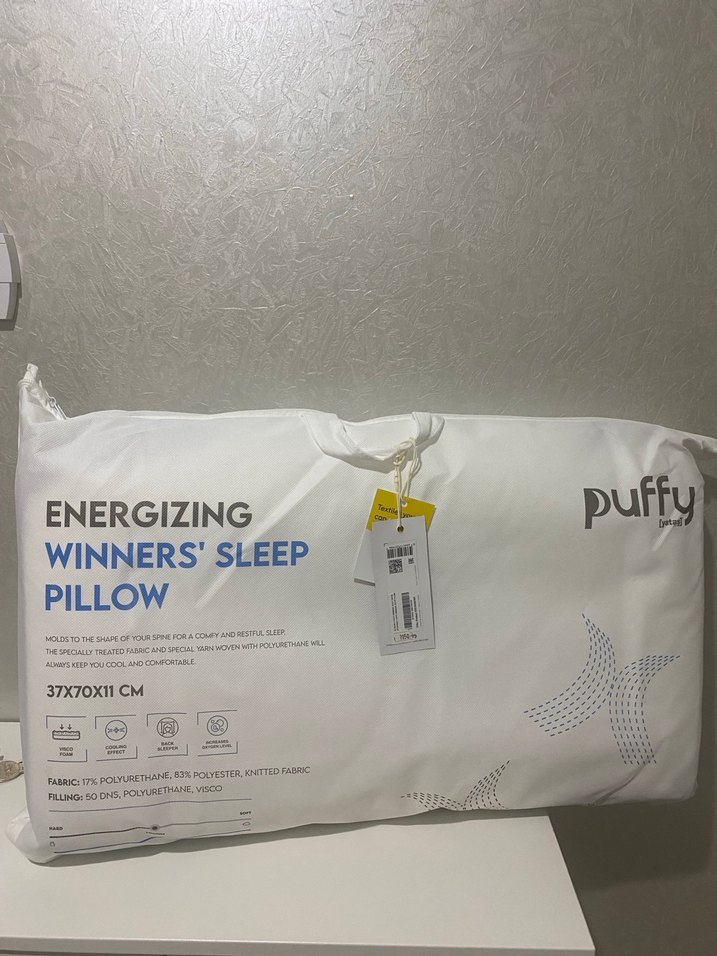 ENERGIZING
WINNERS' SLEEP
PILLOW
MOLDS TO THE SHAPE OF YOUR SPINE FOR A COMFY AND RESTFUL SLEEP.
THE SPECIALLY TREATED FABRIC AND SPECIAL YARN WOVEN WITH POLYURETHANE WILL
ALWAYS KEEP YOU COOL AND COMFORTABLE.
37X70X11 CM
VISCO
FOAM
COOLING
EFFECT
BACK
SLEEPER
INCREASES
OXYGEN LEVEL
FABRIC: 17% POLYURETHANE, 83% POLYESTER, KNITTED FABRIC
FILLING: 50 DNS, POLYURETHANE, VISCO
HARD
SOFT
puffy
[yataş]
Textile
can